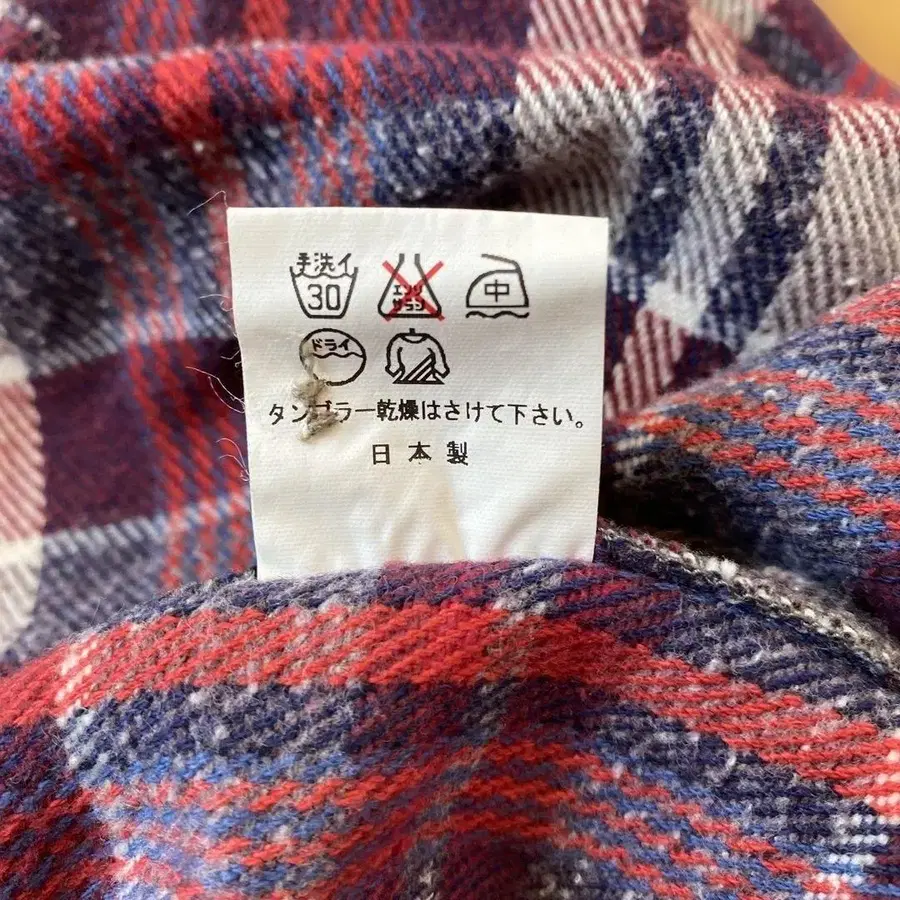 手洗イ 30 エンソ サラシ 中
ドライ
タンブラー乾燥はさけて下さい。
日本製